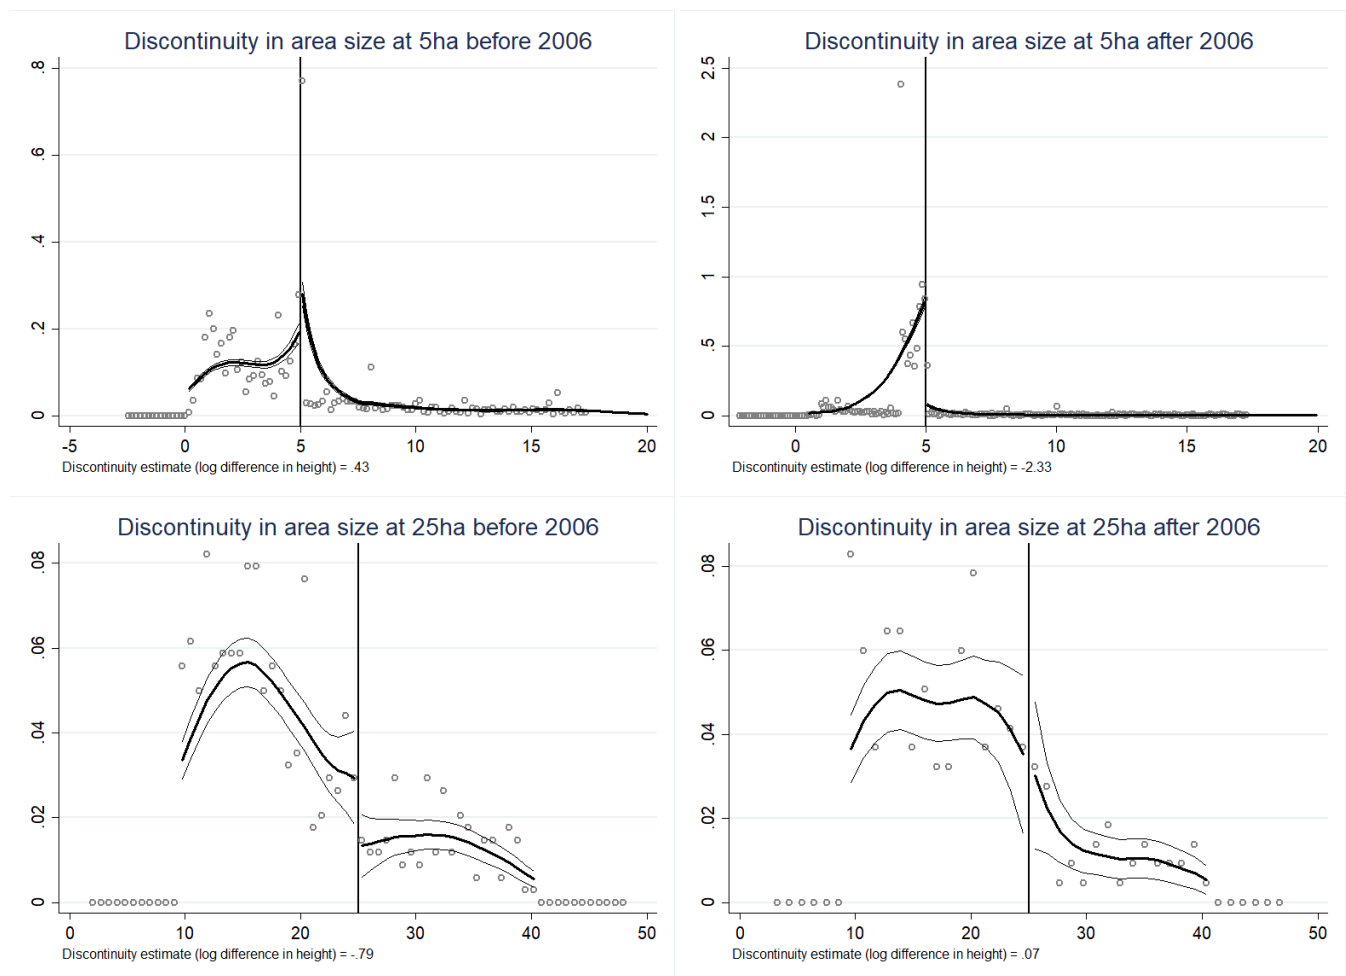 Discontinuity in area size at 5ha before 2006
.8
.6
.4
.2
0
-5 0 5 10 15 20
Discontinuity estimate (log difference in height) = .43
Discontinuity in area size at 5ha after 2006
2.5
2
1.5
1
.5
0
0 5 10 15 20
Discontinuity estimate (log difference in height) = -2.33
Discontinuity in area size at 25ha before 2006
.08
.06
.04
.02
0
0 10 20 30 40 50
Discontinuity estimate (log difference in height) = -.79
Discontinuity in area size at 25ha after 2006
.08
.06
.04
.02
0
0 10 20 30 40 50
Discontinuity estimate (log difference in height) = .07